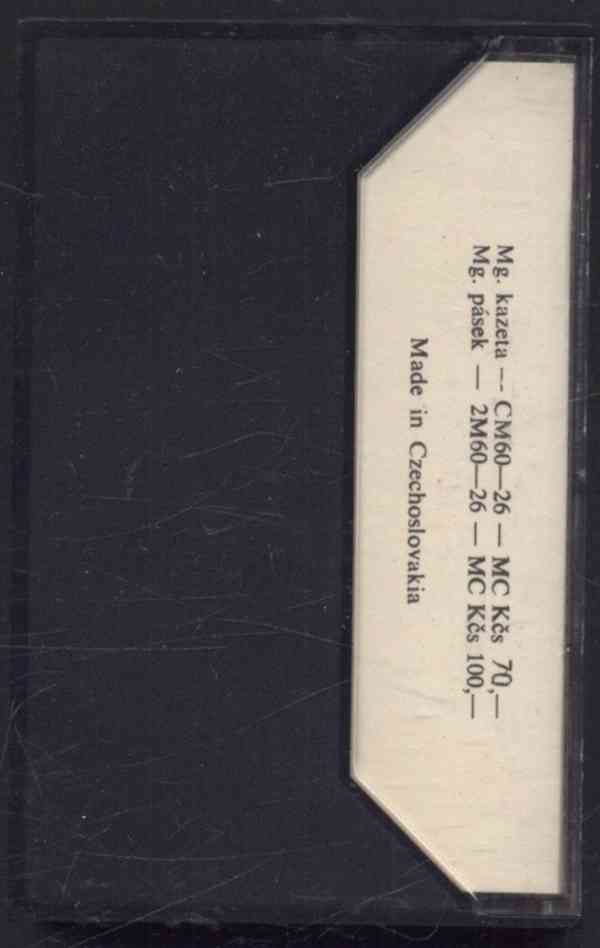 Mg. kazeta — CM60—26 — MC Kčs 70,—
Mg. pásek — 2M60—26 — MC Kčs 100,—
Made in Czechoslovakia